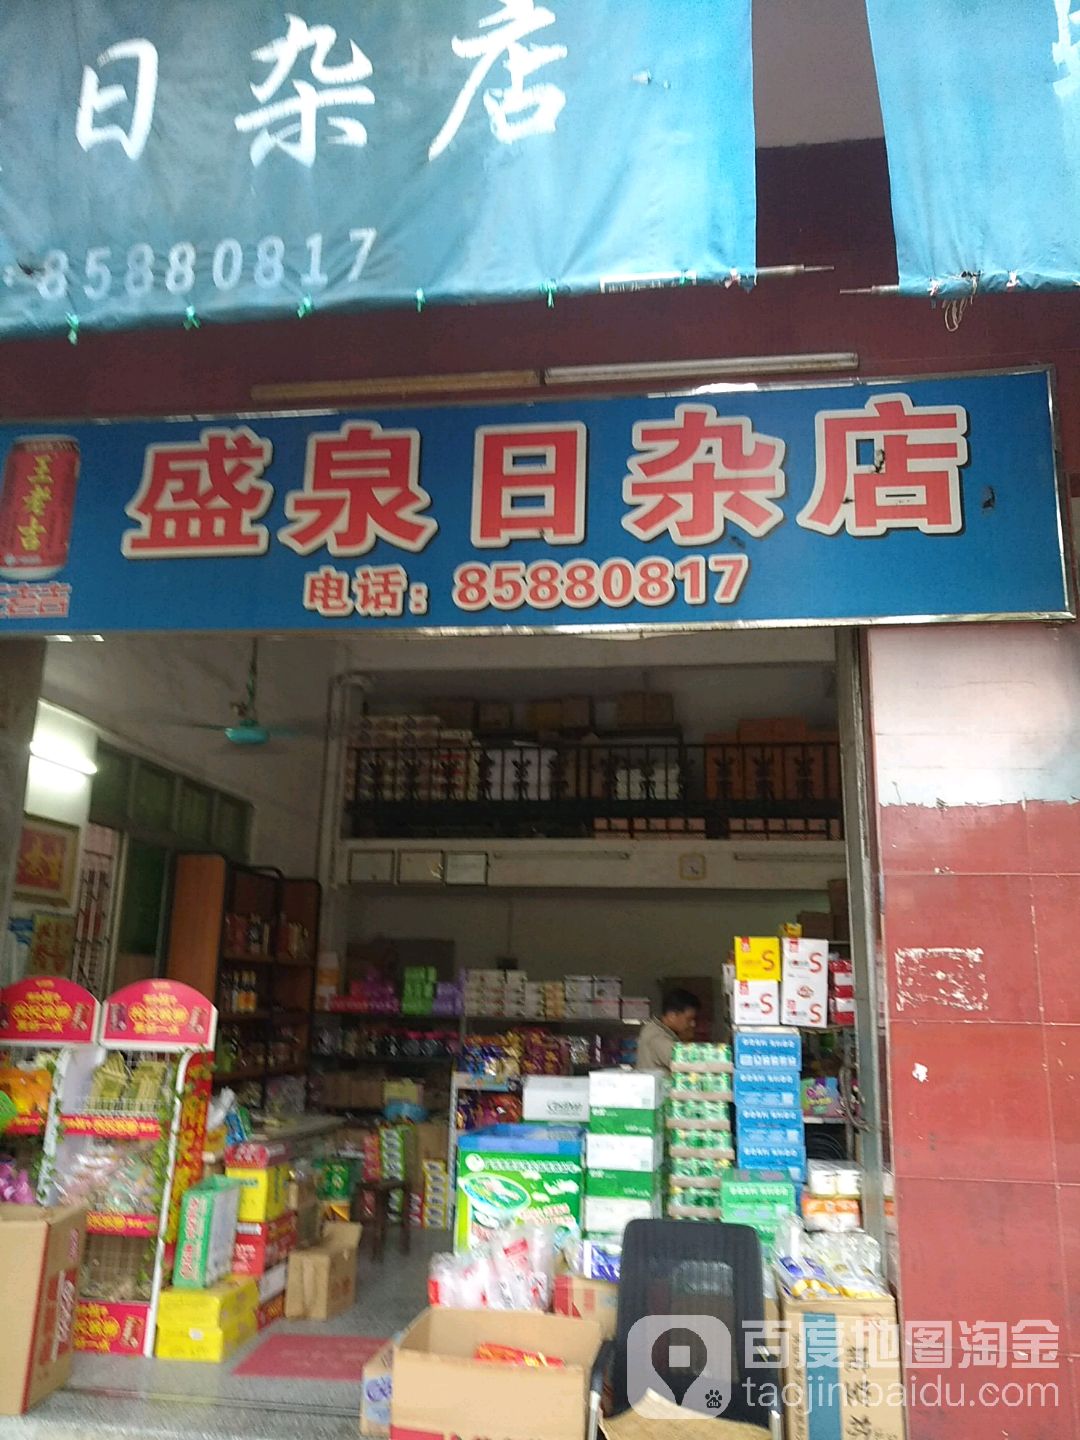 日杂店
85880817
盛泉日杂店
电话：85880817
王老吉
百度地图淘金
taojin.baidu.com